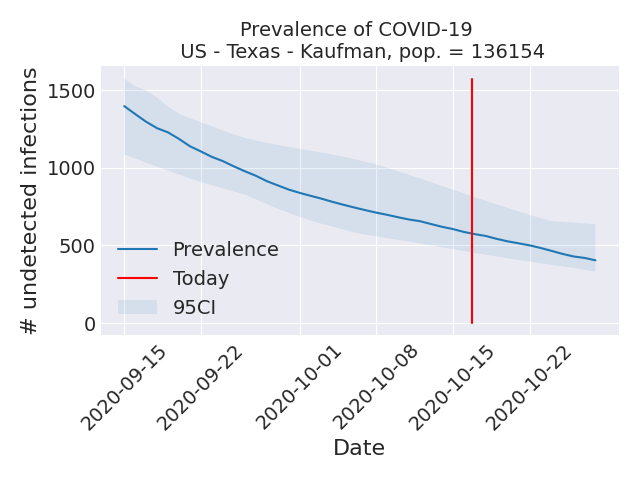 Prevalence of COVID-19
US - Texas - Kaufman, pop. = 136154
# undetected infections
1500
1000
500
0
Prevalence
Today
95CI
2020-09-15
2020-09-22
2020-10-01
2020-10-08
2020-10-15
2020-10-22
Date